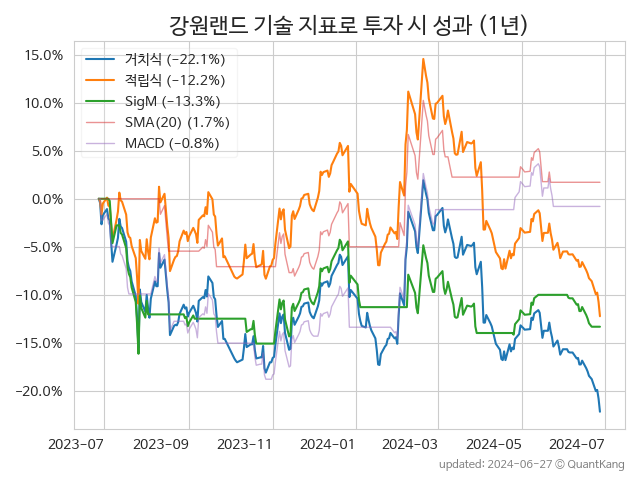 강원랜드 기술 지표로 투자 시 성과 (1년)
거치식 (−22.1%)
적립식 (−12.2%)
SigM (−13.3%)
SMA(20) (1.7%)
MACD (−0.8%)
15.0%
10.0%
5.0%
0.0%
−5.0%
−10.0%
−15.0%
−20.0%
2023−07 2023−09 2023−11 2024−01 2024−03 2024−05 2024−07
updated: 2024−06−27 ⓒ QuantKang